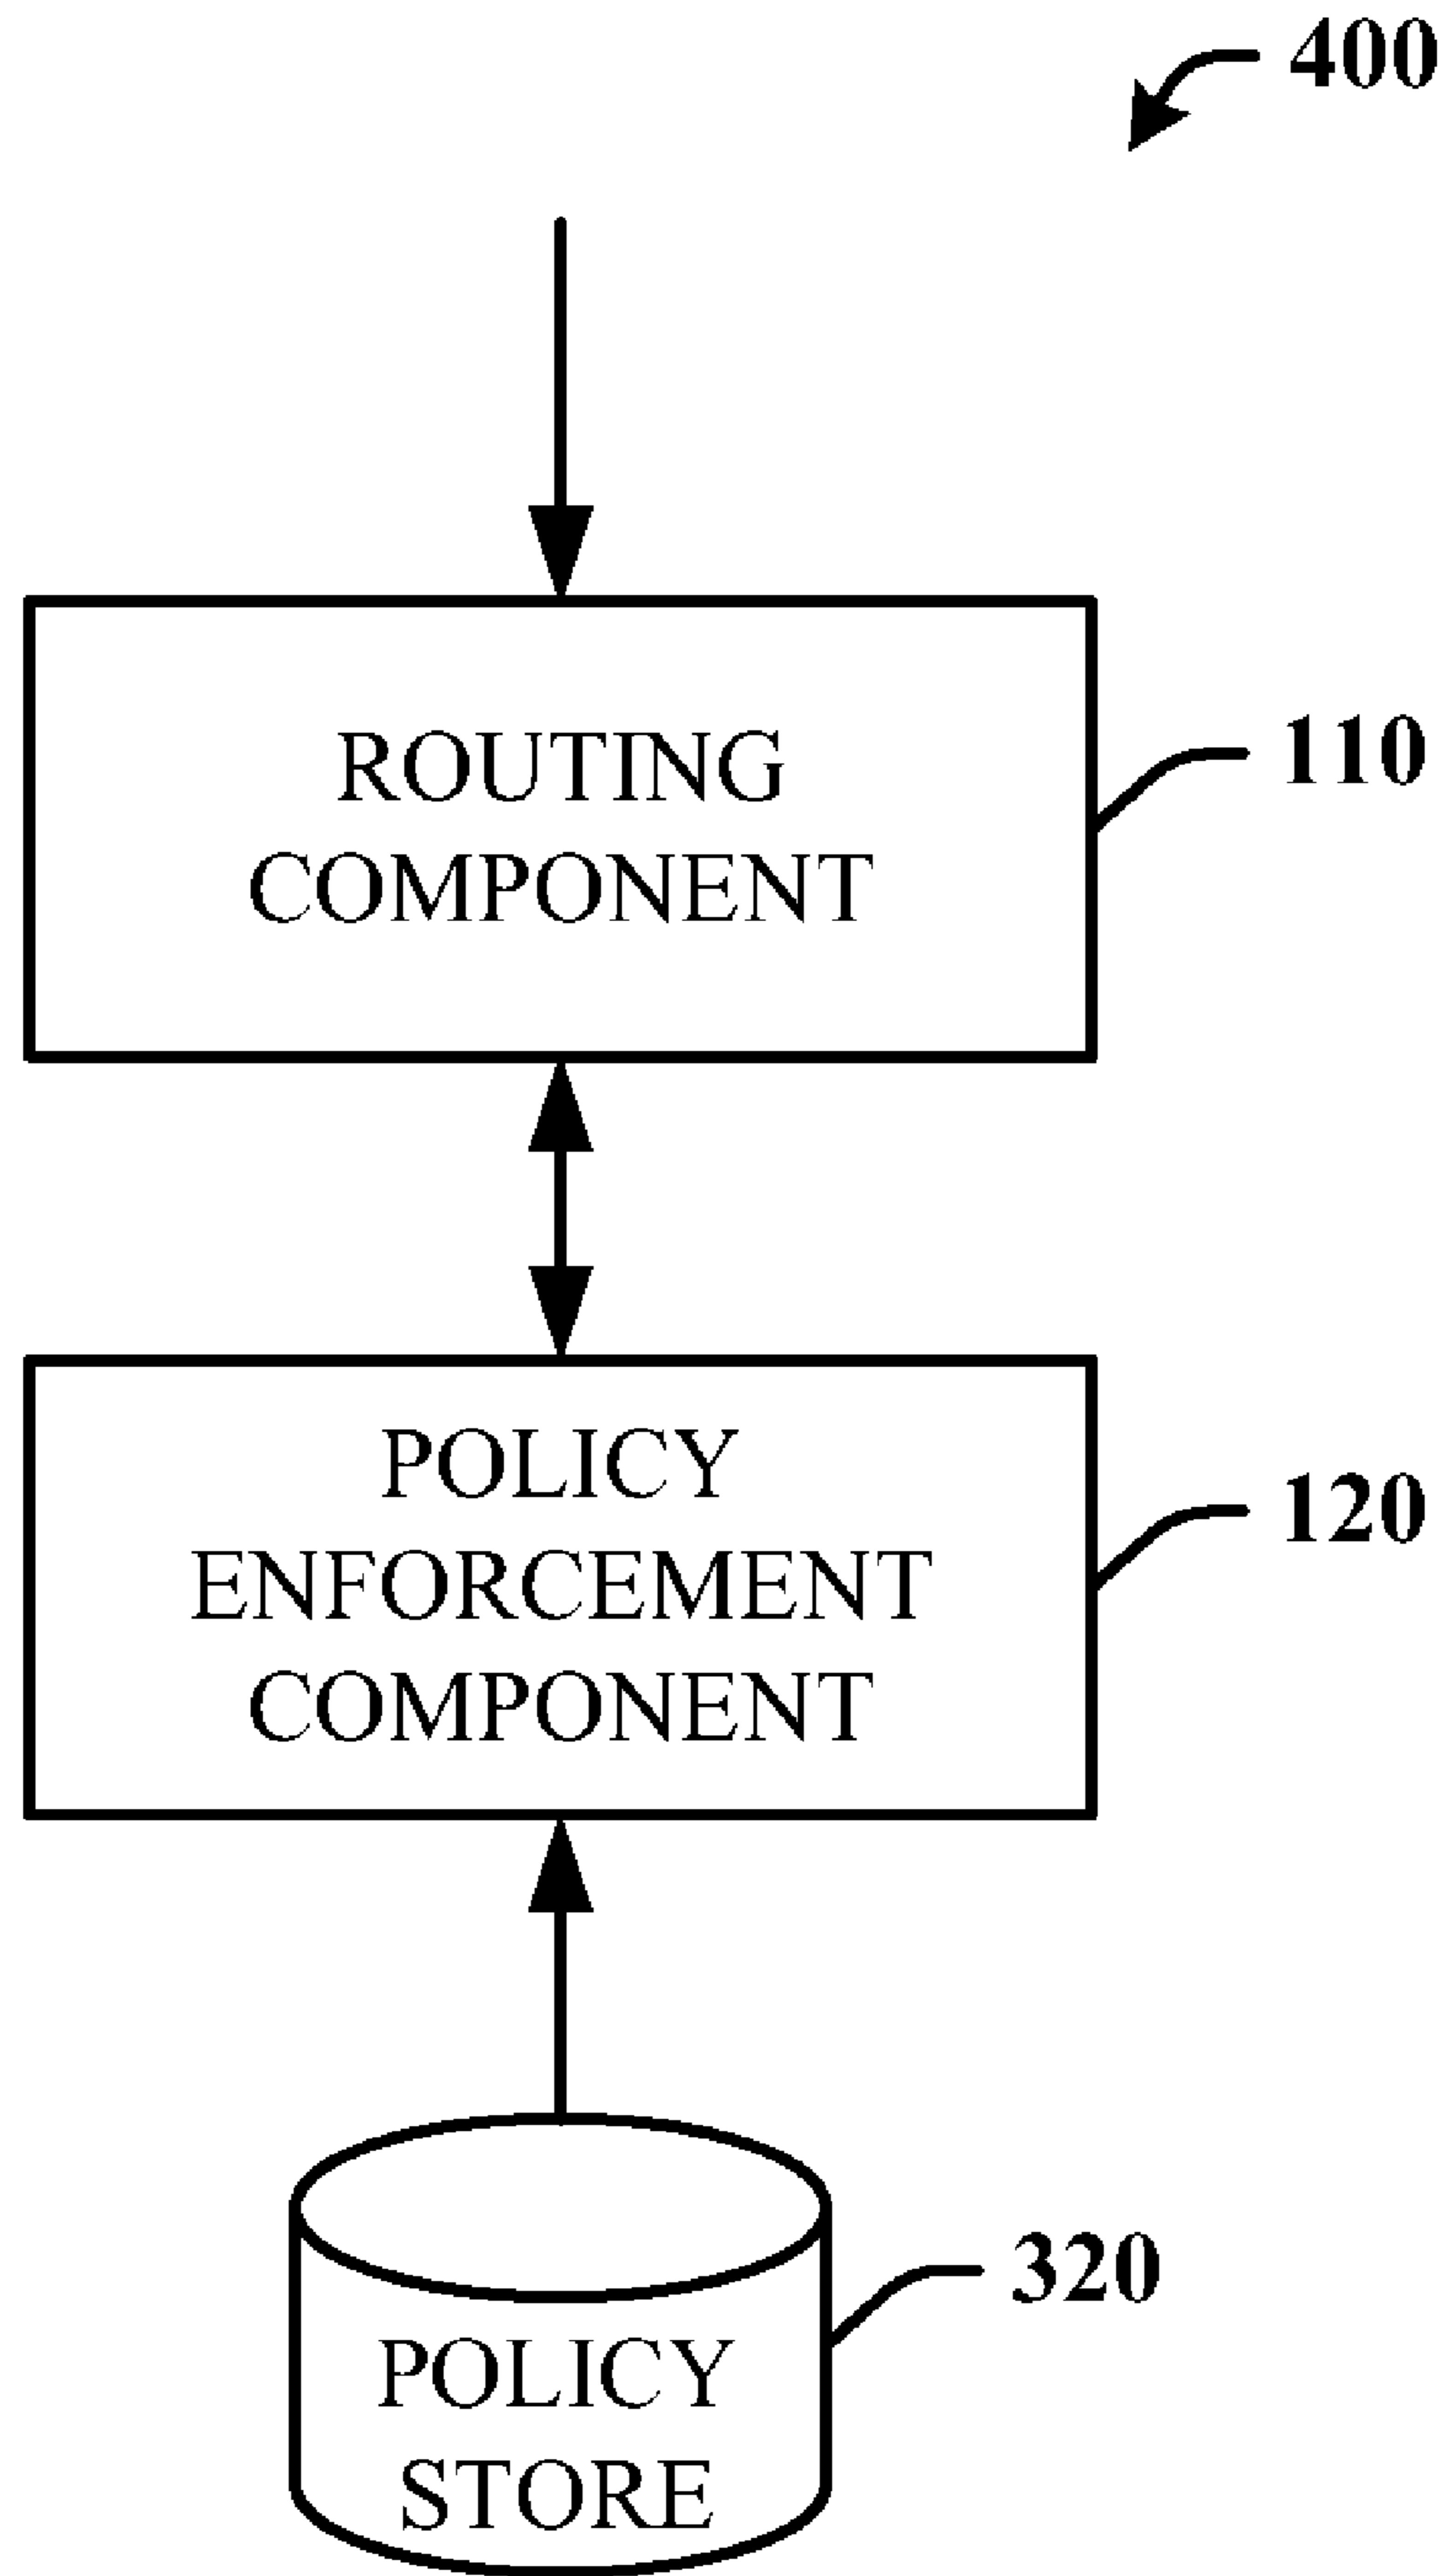 400
ROUTING
COMPONENT
110
POLICY
ENFORCEMENT
COMPONENT
120
320
POLICY
STORE